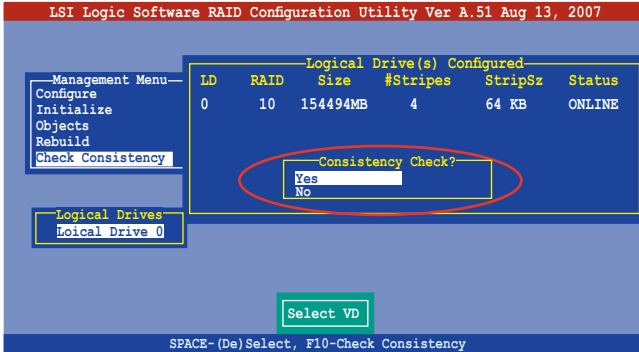 LSI Logic Software RAID Configuration Utility Ver A.51 Aug 13, 2007
Logical Drive(s) Configured
LD RAID Size #Stripes StripSz Status
0 10 154494MB 4 64 KB ONLINE
Management Menu
Configure
Initialize
Objects
Rebuild
Check Consistency
Consistency Check?
Yes
No
Logical Drives
Loical Drive 0
Select VD
SPACE-(De)Select, F10-Check Consistency